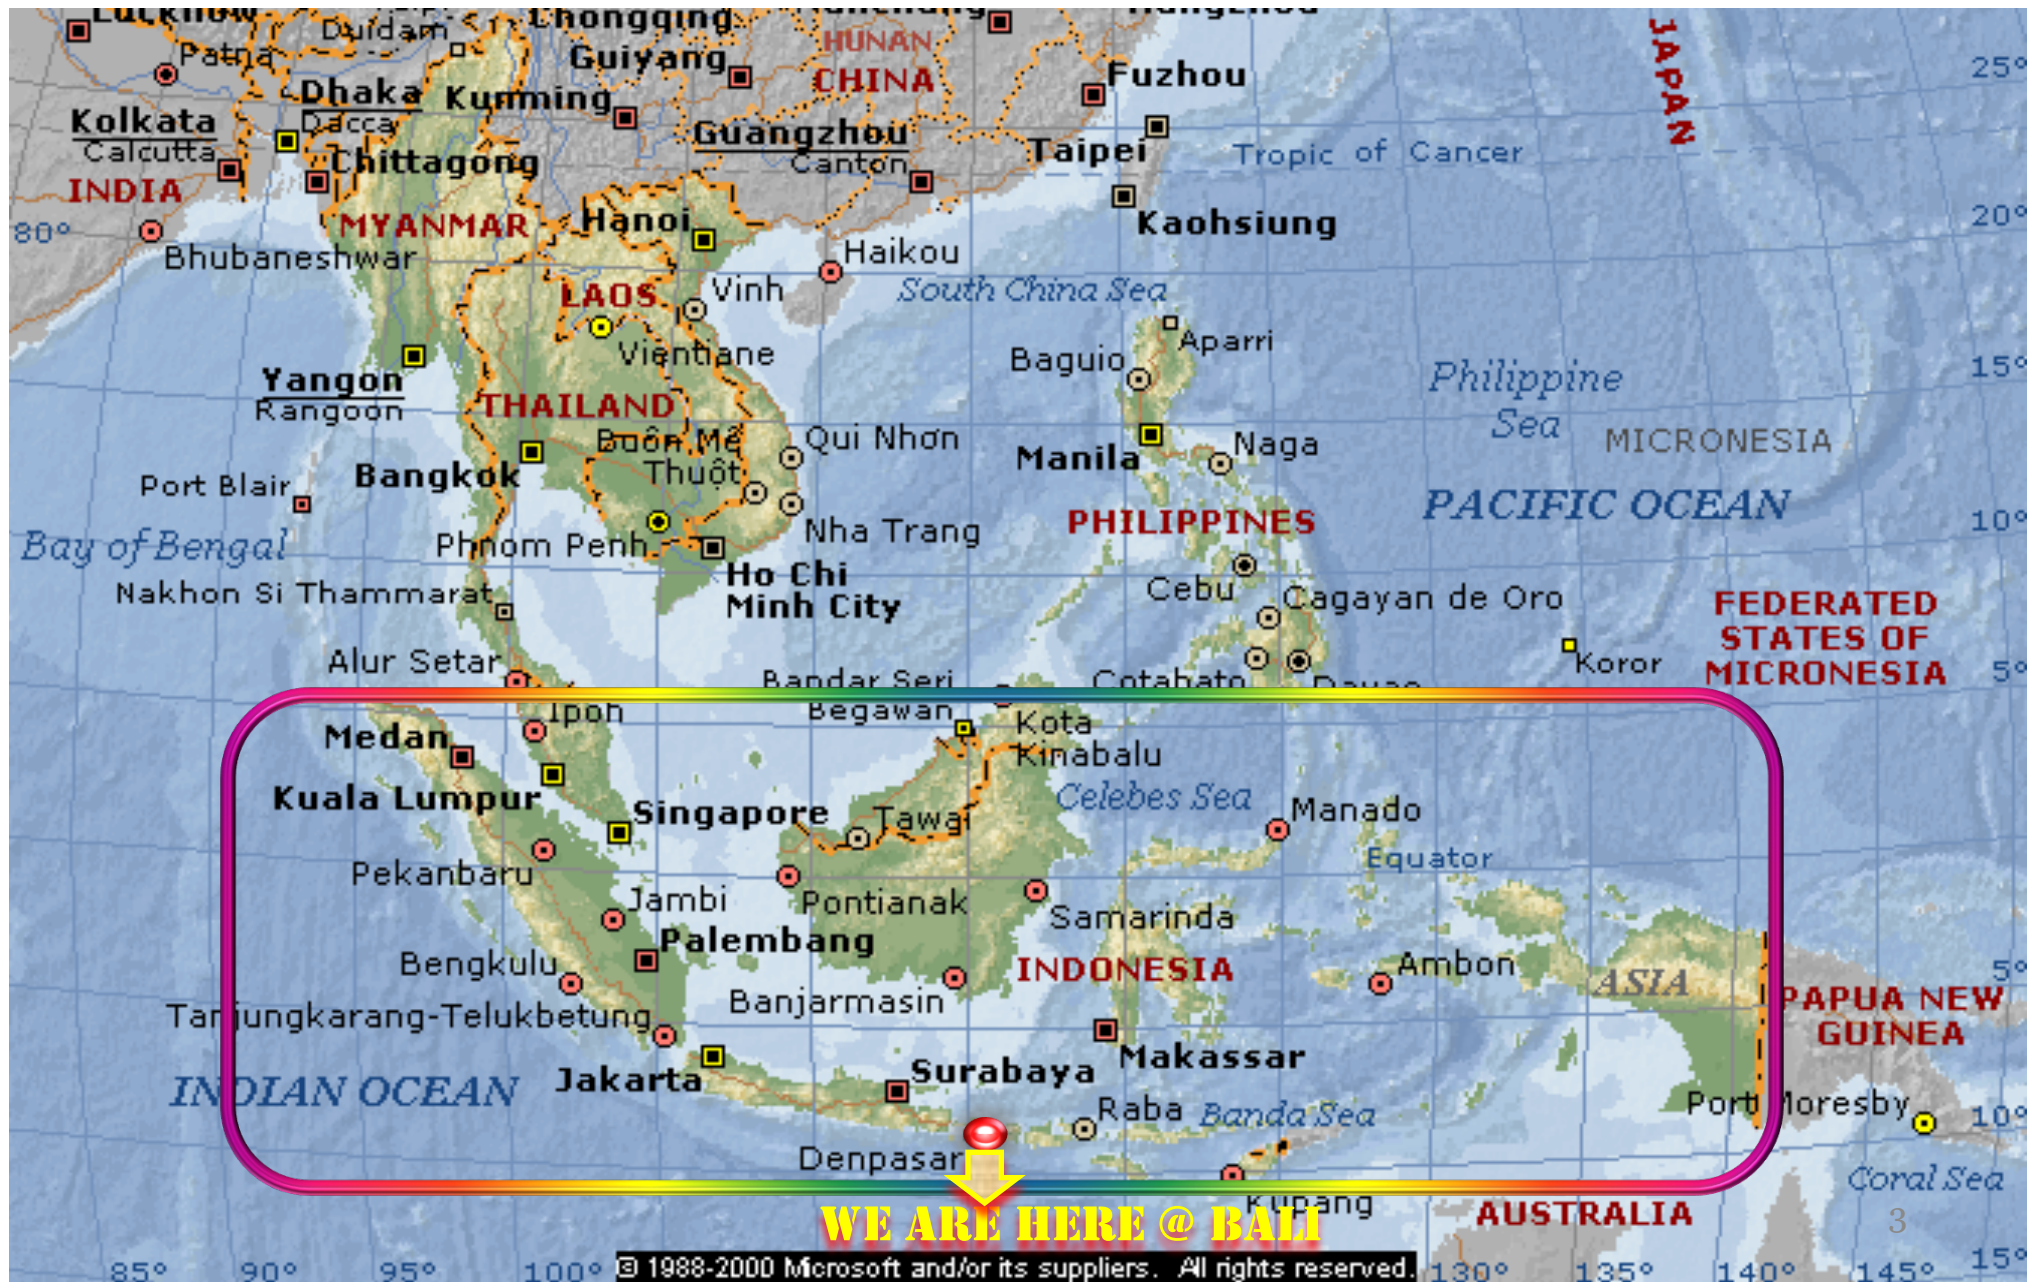 Lucknow
Patna
Duidam
Chongqing
Guiyang
HUNAN
CHINA
JAPAN
25°
Dhaka
Dacca
Kunming
Fuzhou
Kolkata
Calcutta
Guangzhou
Canton
Taipei
Tropic of Cancer
Chittagong
INDIA
80°
MYANMAR
Hanoi
Kaohsiung
20°
Bhubaneshwar
Haikou
LAOS
Vinh
South China Sea
Vientiane
Aparri
Baguio
15°
Yangon
Rangoon
THAILAND
Philippine
Sea
Buôn Mê
Thuột
Qui Nhơn
Manila
Naga
MICRONESIA
Bangkok
Port Blair
PACIFIC OCEAN
Bay of Bengal
Phnom Penh
Nha Trang
PHILIPPINES
10°
Ho Chi
Minh City
Nakhon Si Thammarat
Cebu
Cagayan de Oro
FEDERATED
STATES OF
MICRONESIA
Koror
Alur Setar
Bandar Seri
Begawan
Cotabato
Davao
5°
Ipoh
Medan
Kota
Kinabalu
Kuala Lumpur
Singapore
Tawai
Celebes Sea
Manado
Equator
Pekanbaru
Jambi
Pontianak
Samarinda
Palembang
Bengkulu
INDONESIA
Ambon
ASIA
5°
Banjarmasin
Tanjungkarang-Telukbetung
PAPUA NEW
GUINEA
Makassar
Jakarta
Surabaya
INDIAN OCEAN
Raba
Banda Sea
Port Moresby
10°
Denpasar
Kupang
Coral Sea
AUSTRALIA
3
WE ARE HERE @ BALI
85°
90°
95°
100°
© 1988-2000 Microsoft and/or its suppliers. All rights reserved.
130°
135°
140°
145°
15°